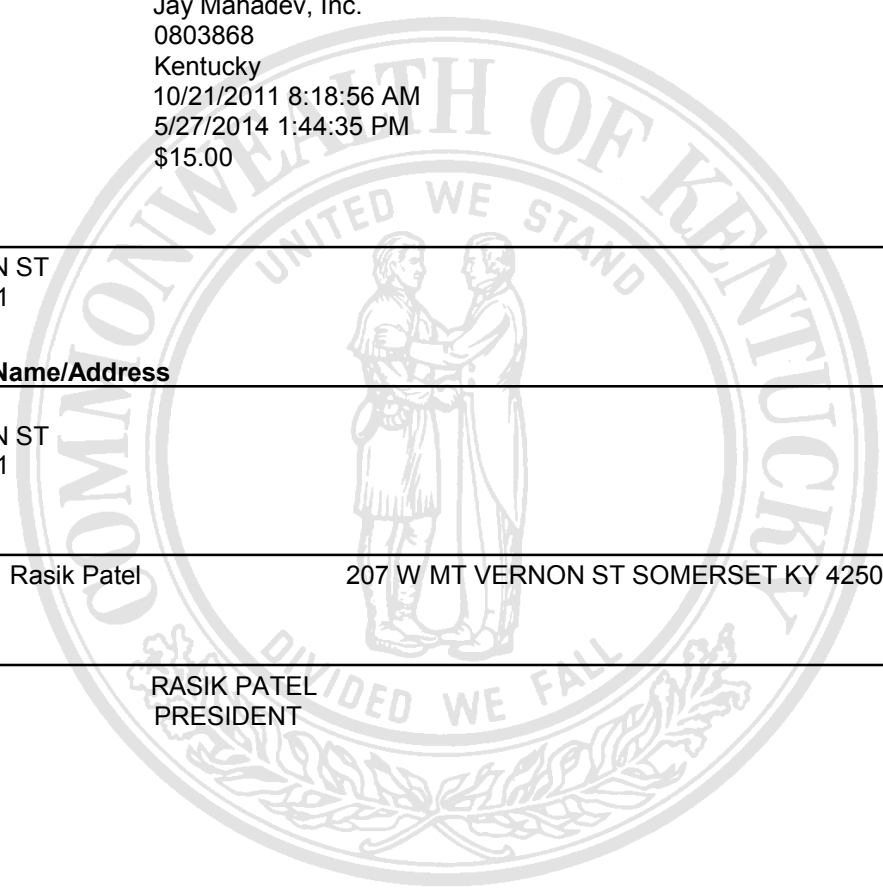 Jay Mahadev, Inc.
0803868
Kentucky
10/21/2011 8:18:56 AM
5/27/2014 1:44:35 PM
$15.00
N ST
1
Name/Address
N ST
1
Rasik Patel 207 W MT VERNON ST SOMERSET KY 4250
RASIK PATEL
PRESIDENT
COMMONWEALTH OF KENTUCKY
UNITED WE STAND
DIVIDED WE FALL